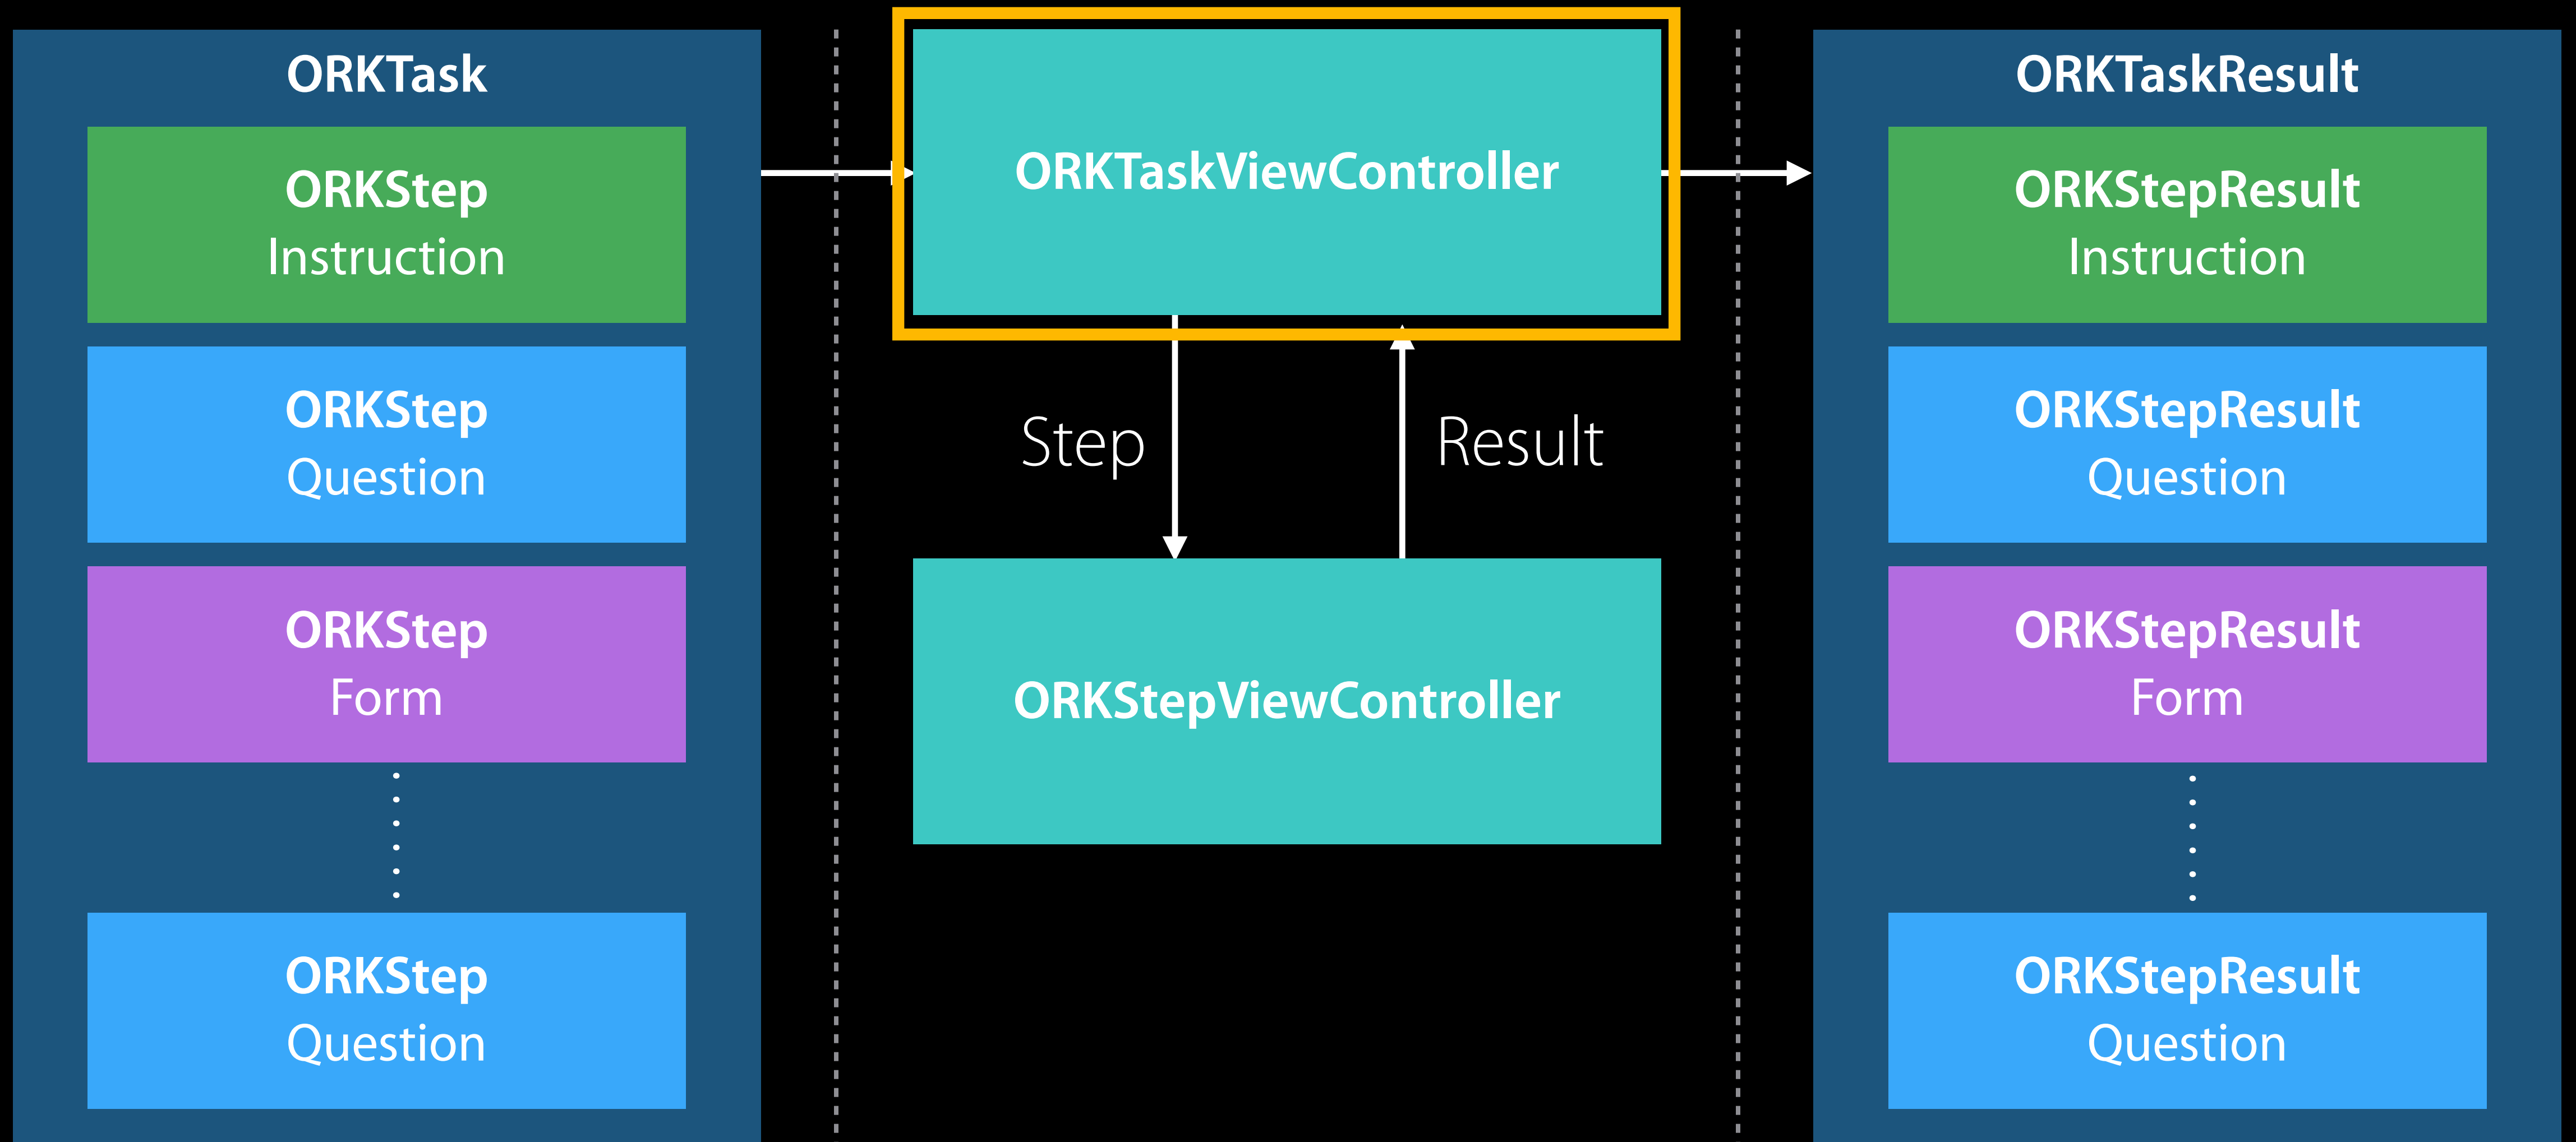 ORKTask
ORKStep
Instruction
ORKStep
Question
ORKStep
Form
ORKStep
Question
ORKTaskViewController
Step
Result
ORKStepViewController
ORKTaskResult
ORKStepResult
Instruction
ORKStepResult
Question
ORKStepResult
Form
ORKStepResult
Question